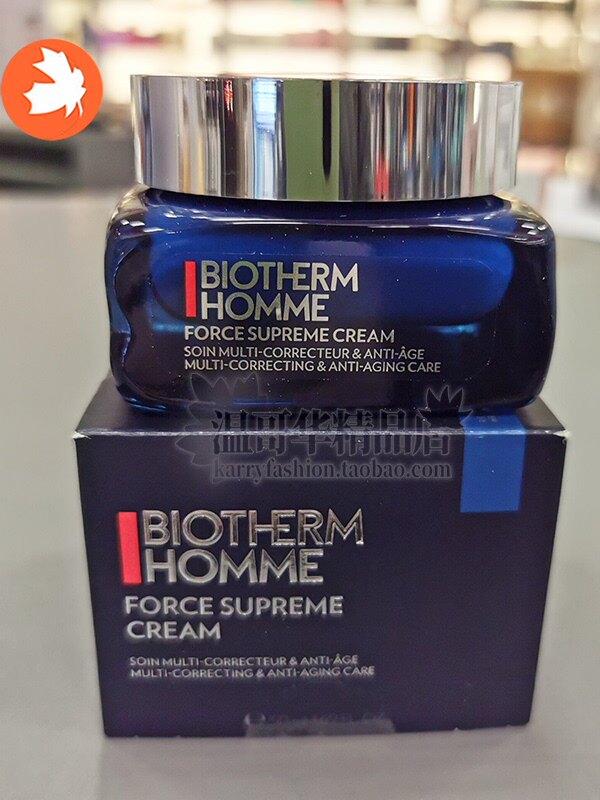 BIOTHERM
HOMME
FORCE SUPREME CREAM
SOIN MULTI-CORRECTEUR & ANTI-ÂGE
MULTI-CORRECTING & ANTI-AGING CARE
温哥华精品店
karryfashion.taobao.com
BIOTHERM
HOMME
FORCE SUPREME
CREAM
SOIN MULTI-CORRECTEUR & ANTI-ÂGE
MULTI-CORRECTING & ANTI-AGING CARE